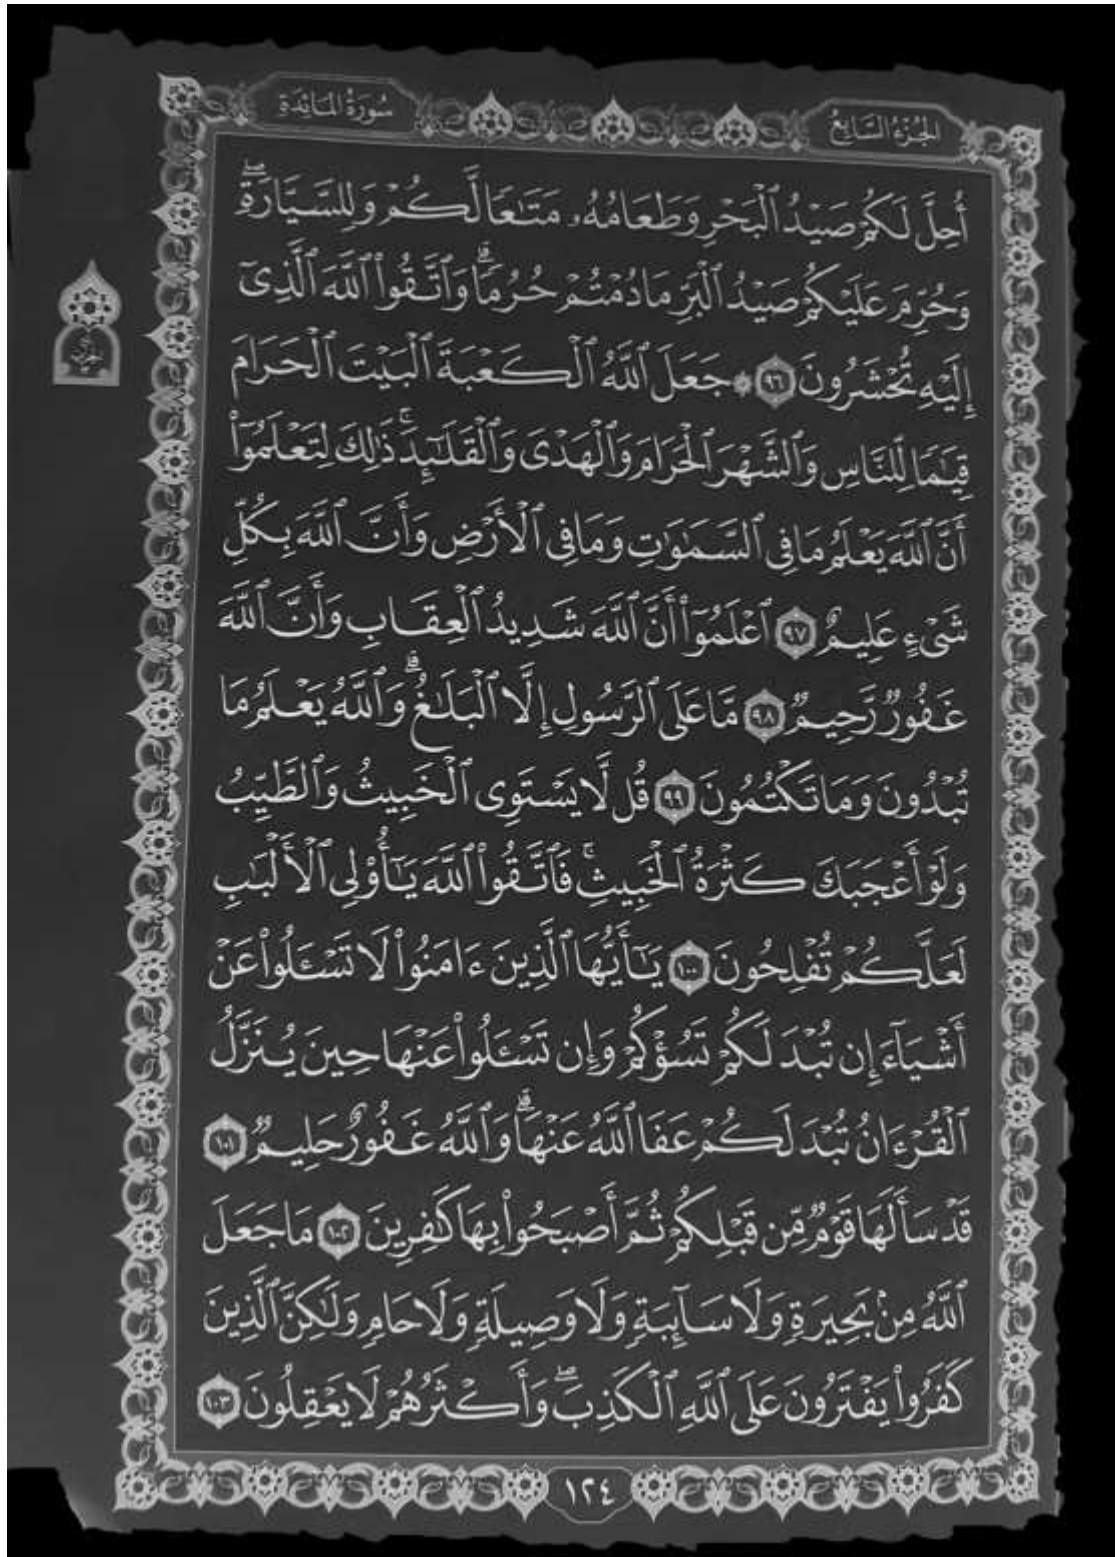 الجزء السابع
سورة المائدة
أُحِلَّ لَكُمْ صَيْدُ ٱلْبَحْرِ وَطَعَامُهُۥ مَتَٰعًا لَّكُمْ وَلِلسَّيَّارَةِۖ
وَحُرِّمَ عَلَيْكُمْ صَيْدُ ٱلْبَرِّ مَا دُمْتُمْ حُرُمًاۗ وَٱتَّقُوا۟ ٱللَّهَ ٱلَّذِىٓ
إِلَيْهِ تُحْشَرُونَ ٩٦ ۞ جَعَلَ ٱللَّهُ ٱلْكَعْبَةَ ٱلْبَيْتَ ٱلْحَرَامَ
قِيَٰمًا لِّلنَّاسِ وَٱلشَّهْرَ ٱلْحَرَامَ وَٱلْهَدْىَ وَٱلْقَلَٰٓئِدَۚ ذَٰلِكَ لِتَعْلَمُوٓا۟
أَنَّ ٱللَّهَ يَعْلَمُ مَا فِى ٱلسَّمَٰوَٰتِ وَمَا فِى ٱلْأَرْضِ وَأَنَّ ٱللَّهَ بِكُلِّ
شَىْءٍ عَلِيمٌ ٩٧ ٱعْلَمُوٓا۟ أَنَّ ٱللَّهَ شَدِيدُ ٱلْعِقَابِ وَأَنَّ ٱللَّهَ
غَفُورٌ رَّحِيمٌ ٩٨ مَّا عَلَى ٱلرَّسُولِ إِلَّا ٱلْبَلَٰغُۗ وَٱللَّهُ يَعْلَمُ مَا
تُبْدُونَ وَمَا تَكْتُمُونَ ٩٩ قُل لَّا يَسْتَوِى ٱلْخَبِيثُ وَٱلطَّيِّبُ
وَلَوْ أَعْجَبَكَ كَثْرَةُ ٱلْخَبِيثِۚ فَٱتَّقُوا۟ ٱللَّهَ يَٰٓأُو۟لِى ٱلْأَلْبَٰبِ
لَعَلَّكُمْ تُفْلِحُونَ ١٠٠ يَٰٓأَيُّهَا ٱلَّذِينَ ءَامَنُوا۟ لَا تَسْـَٔلُوا۟ عَنْ
أَشْيَآءَ إِن تُبْدَ لَكُمْ تَسُؤْكُمْ وَإِن تَسْـَٔلُوا۟ عَنْهَا حِينَ يُنَزَّلُ
ٱلْقُرْءَانُ تُبْدَ لَكُمْ عَفَا ٱللَّهُ عَنْهَاۗ وَٱللَّهُ غَفُورٌ حَلِيمٌ ١٠١
قَدْ سَأَلَهَا قَوْمٌ مِّن قَبْلِكُمْ ثُمَّ أَصْبَحُوا۟ بِهَا كَٰفِرِينَ ١٠٢ مَا جَعَلَ
ٱللَّهُ مِنۢ بَحِيرَةٍ وَلَا سَآئِبَةٍ وَلَا وَصِيلَةٍ وَلَا حَامٍ وَلَٰكِنَّ ٱلَّذِينَ
كَفَرُوا۟ يَفْتَرُونَ عَلَى ٱللَّهِ ٱلْكَذِبَۖ وَأَكْثَرُهُمْ لَا يَعْقِلُونَ ١٠٣
١٢٤